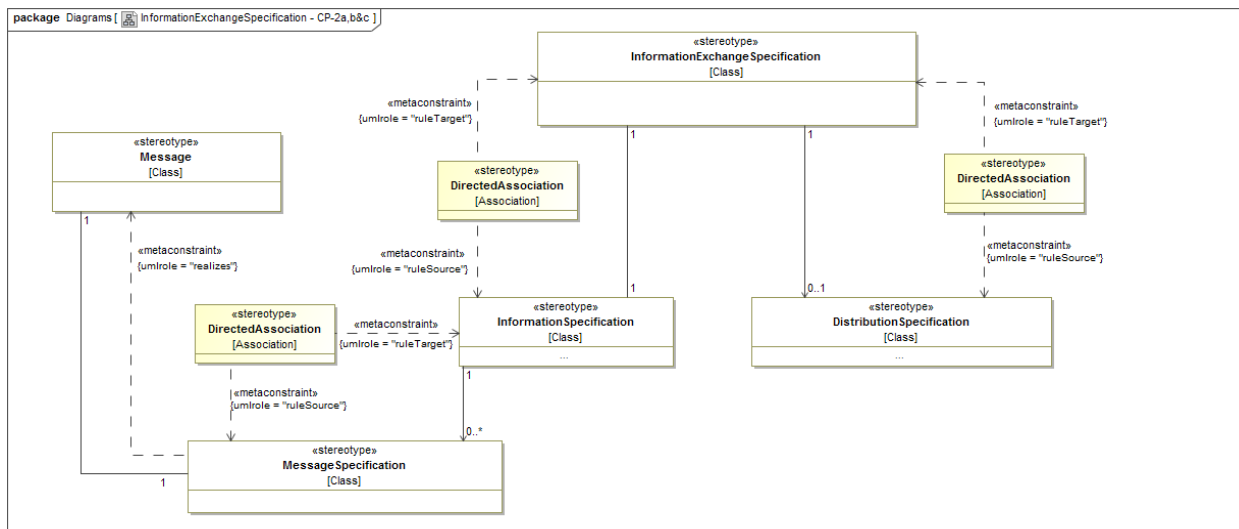 package Diagrams [ InformationExchangeSpecification - CP-2a,b&c ]
«stereotype»
InformationExchangeSpecification
[Class]
«metaconstraint»
{umlrole = "ruleTarget"}
«metaconstraint»
{umlrole = "ruleTarget"}
«stereotype»
Message
[Class]
1
1
1
«stereotype»
DirectedAssociation
[Association]
«stereotype»
DirectedAssociation
[Association]
«metaconstraint»
{umlrole = "realizes"}
«metaconstraint»
{umlrole = "ruleSource"}
«metaconstraint»
{umlrole = "ruleSource"}
1
0..1
«stereotype»
DirectedAssociation
[Association]
«metaconstraint»
{umlrole = "ruleTarget"}
«stereotype»
InformationSpecification
[Class]
...
«stereotype»
DistributionSpecification
[Class]
...
«metaconstraint»
{umlrole = "ruleSource"}
1
0..*
«stereotype»
MessageSpecification
[Class]
1